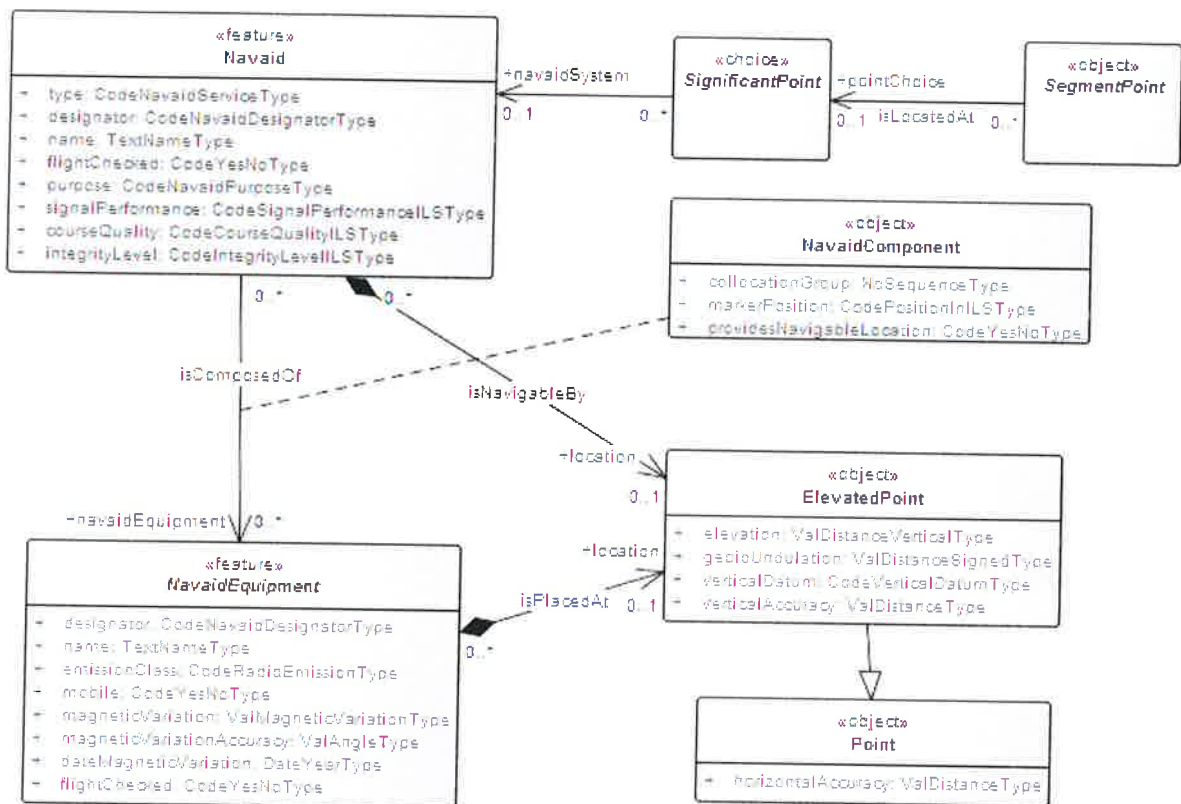 «feature»
Navaid
+ type: CodeNavaidServiceType
+ designator: CodeNavaidDesignatorType
+ name: TextNameType
+ flightChecked: CodeYesNoType
+ purpose: CodeNavaidPurposeType
+ signalPerformance: CodeSignalPerformanceILSType
+ courseQuality: CodeCourseQualityILSType
+ integrityLevel: CodeIntegrityLevelILSType
+navaidSystem
0..1
0..*
«choice»
SignificantPoint
+pointChoice
0..1
isLocatedAt
0..*
«object»
SegmentPoint
«object»
NavaidComponent
+ collocationGroup: NoSequenceType
+ markerPosition: CodePositionInILSType
+ providesNavigableLocation: CodeYesNoType
0..*
0..*
isComposedOf
isNavigableBy
+location
0..1
+navaidEquipment
0..*
«object»
ElevatedPoint
+ elevation: ValDistanceVerticalType
+ geoidUndulation: ValDistanceSignedType
+ verticalDatum: CodeVerticalDatumType
+ verticalAccuracy: ValDistanceType
+location
isPlacedAt
0..1
0..*
«feature»
NavaidEquipment
+ designator: CodeNavaidDesignatorType
+ name: TextNameType
+ emissionClass: CodeRadioEmissionType
+ mobile: CodeYesNoType
+ magneticVariation: ValMagneticVariationType
+ magneticVariationAccuracy: ValAngleType
+ dateMagneticVariation: DateYearType
+ flightChecked: CodeYesNoType
«object»
Point
+ horizontalAccuracy: ValDistanceType